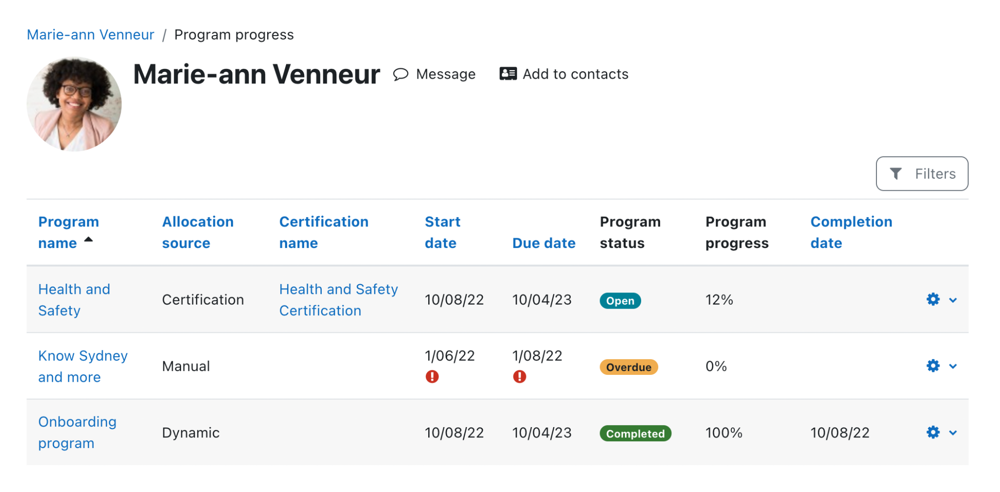 Marie-ann Venneur / Program progress
Marie-ann Venneur Message Add to contacts
Filters
Program name Allocation source Certification name Start date Due date Program status Program progress Completion date
Health and Safety Certification Health and Safety Certification 10/08/22 10/04/23 Open 12%
Know Sydney and more Manual 1/06/22 1/08/22 Overdue 0%
Onboarding program Dynamic 10/08/22 10/04/23 Completed 100% 10/08/22